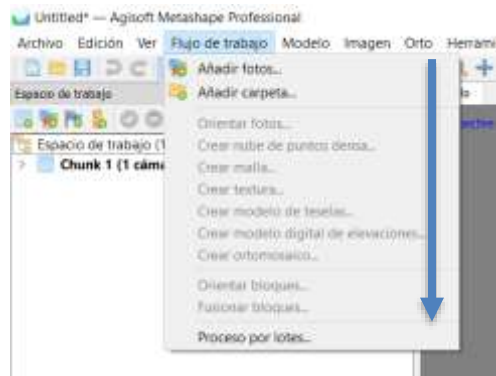 Untitled* — Agisoft Metashape Professional
Archivo Edición Ver Flujo de trabajo Modelo Imagen Orto
Espacio de trabajo
Espacio de trabajo (1
Chunk 1 (1 cáma
Añadir fotos...
Añadir carpeta...
Orientar fotos...
Crear nube de puntos densa...
Crear malla...
Crear textura...
Crear modelo de teselas...
Crear modelo digital de elevaciones...
Crear ortomosaico...
Orientar bloques...
Fusionar bloques...
Proceso por lotes...